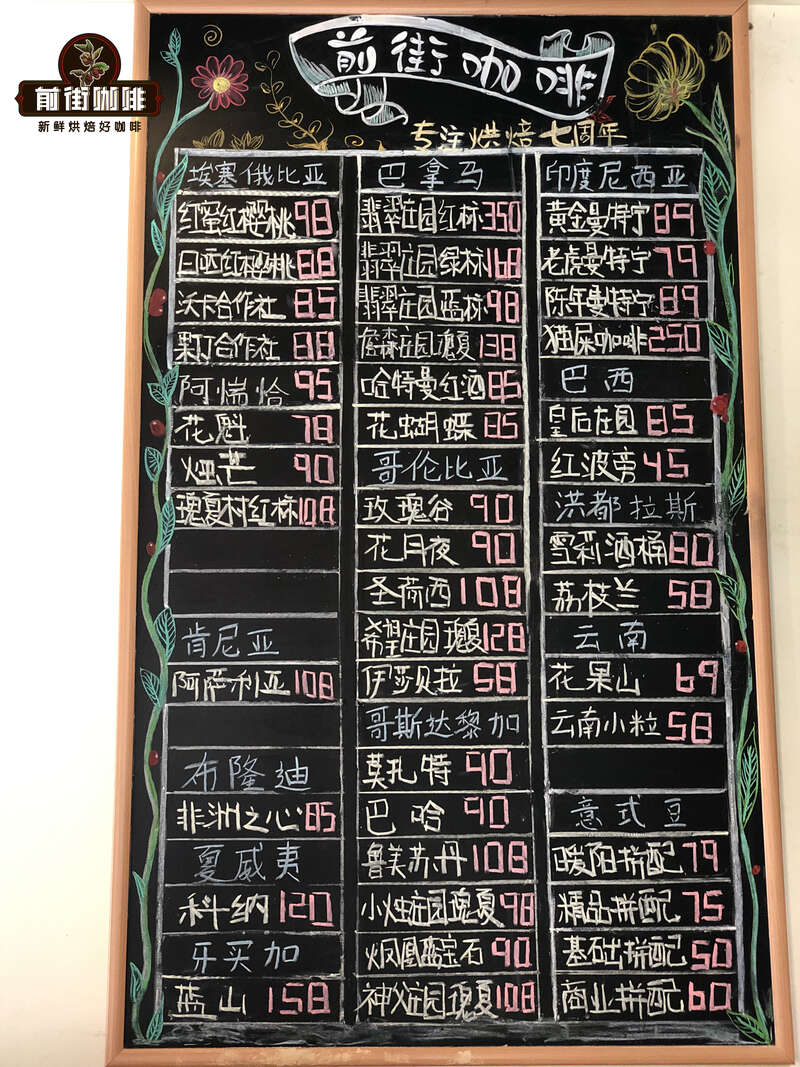 前街咖啡
新鲜烘焙好咖啡
前街咖啡
专注烘焙七周年
埃塞俄比亚
红蜜红樱桃 98
日晒红樱桃 88
沃卡合作社 85
果丁合作社 88
阿揣恰 95
花魁 78
烛芒 90
瑰夏村红标 108
肯尼亚
阿萨利亚 108
布隆迪
非洲之心 85
夏威夷
科纳 120
牙买加
蓝山 158
巴拿马
翡翠庄园红标 350
翡翠庄园绿标 168
翡翠庄园蓝标 98
詹森庄园瑰夏 138
哈特曼红酒 85
花蝴蝶 85
哥伦比亚
玫瑰谷 90
花月夜 90
圣荷西 108
希望庄园瑰夏 128
伊莎贝拉 58
哥斯达黎加
莫扎特 90
巴哈 90
鲁美苏丹 108
小烛庄园瑰夏 98
火凤凰蓝宝石 90
神父庄园瑰夏 108
印度尼西亚
黄金曼特宁 89
老虎曼特宁 79
陈年曼特宁 89
猫屎咖啡 250
巴西
皇后庄园 85
红波旁 45
洪都拉斯
雪莉酒桶 80
荔枝兰 58
云南
花果山 69
云南小粒 58
意式豆
暖阳拼配 79
精品拼配 75
基础拼配 50
商业拼配 60